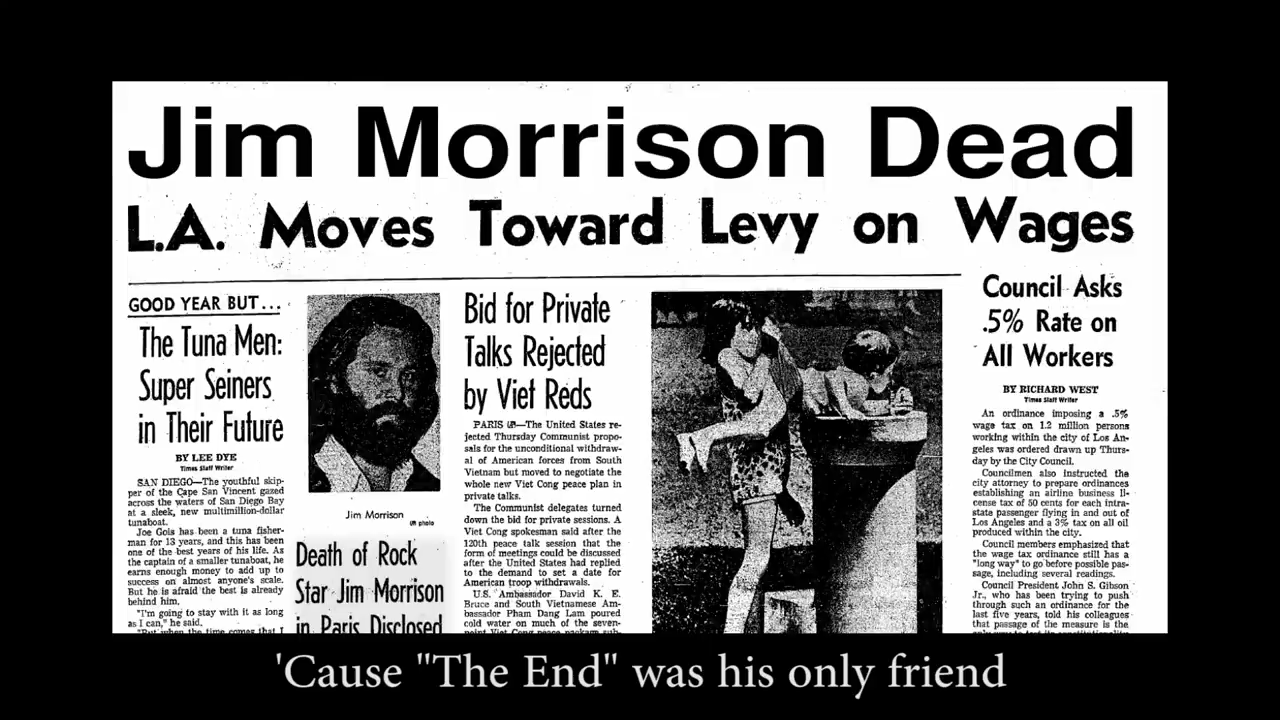 Jim Morrison Dead
L.A. Moves Toward Levy on Wages
GOOD YEAR BUT...
The Tuna Men:
Super Seiners
in Their Future
BY LEE DYE
Times Staff Writer
SAN DIEGO—The youthful skip-
per of the Cape San Vincent gazed
across the waters of San Diego Bay
at a sleek, new multimillion-dollar
tunaboat.
Joe Gois has been a tuna fisher-
man for 13 years, and this has been
one of the best years of his life. As
the captain of a smaller tunaboat, he
earns enough money to add up to
success on almost anyone's scale.
But he is afraid the best is already
behind him.
"I'm going to stay with it as long
as I can," he said.
"But when the time comes that I
Jim Morrison
photo
Death of Rock
Star Jim Morrison
in Paris Disclosed
Bid for Private
Talks Rejected
by Viet Reds
PARIS —The United States re-
jected Thursday Communist propo-
sals for the unconditional withdraw-
al of American forces from South
Vietnam but moved to negotiate the
whole new Viet Cong peace plan in
private talks.
The Communist delegates turned
down the bid for private sessions. A
Viet Cong spokesman said after the
120th peace talk session that the
form of meetings could be discussed
after the United States had replied
to the demand to set a date for
American troop withdrawals.
U.S. Ambassador David K. E.
Bruce and South Vietnamese Am-
bassador Pham Dang Lam poured
cold water on much of the seven-
point Viet Cong peace package sub-
Council Asks
.5% Rate on
All Workers
BY RICHARD WEST
Times Staff Writer
An ordinance imposing a .5%
wage tax on 1.2 million persons
working within the city of Los An-
geles was ordered drawn up Thurs-
day by the City Council.
Councilmen also instructed the
city attorney to prepare ordinances
establishing an airline business li-
cense tax of 50 cents for each intra-
state passenger flying in and out of
Los Angeles and a 3% tax on all oil
produced within the city.
Council members emphasized that
the wage tax ordinance still has a
"long way" to go before possible pas-
sage, including several readings.
Council President John S. Gibson
Jr., who has been trying to push
through such an ordinance for the
last five years, told his colleagues
that passage of the measure is the
'Cause "The End" was his only friend